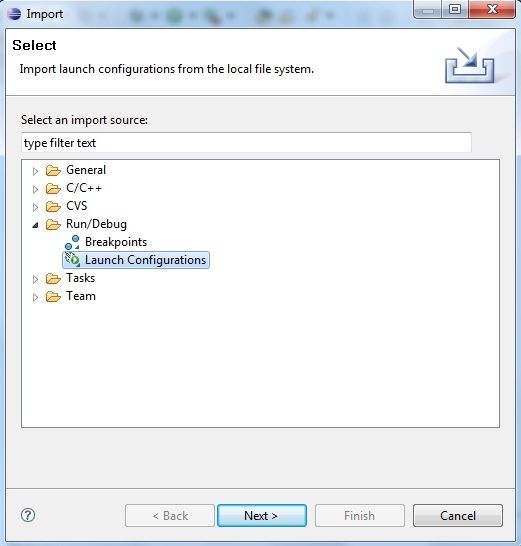 Import
Select
Import launch configurations from the local file system.
Select an import source:
type filter text
General
C/C++
CVS
Run/Debug
Breakpoints
Launch Configurations
Tasks
Team
?
< Back Next > Finish Cancel